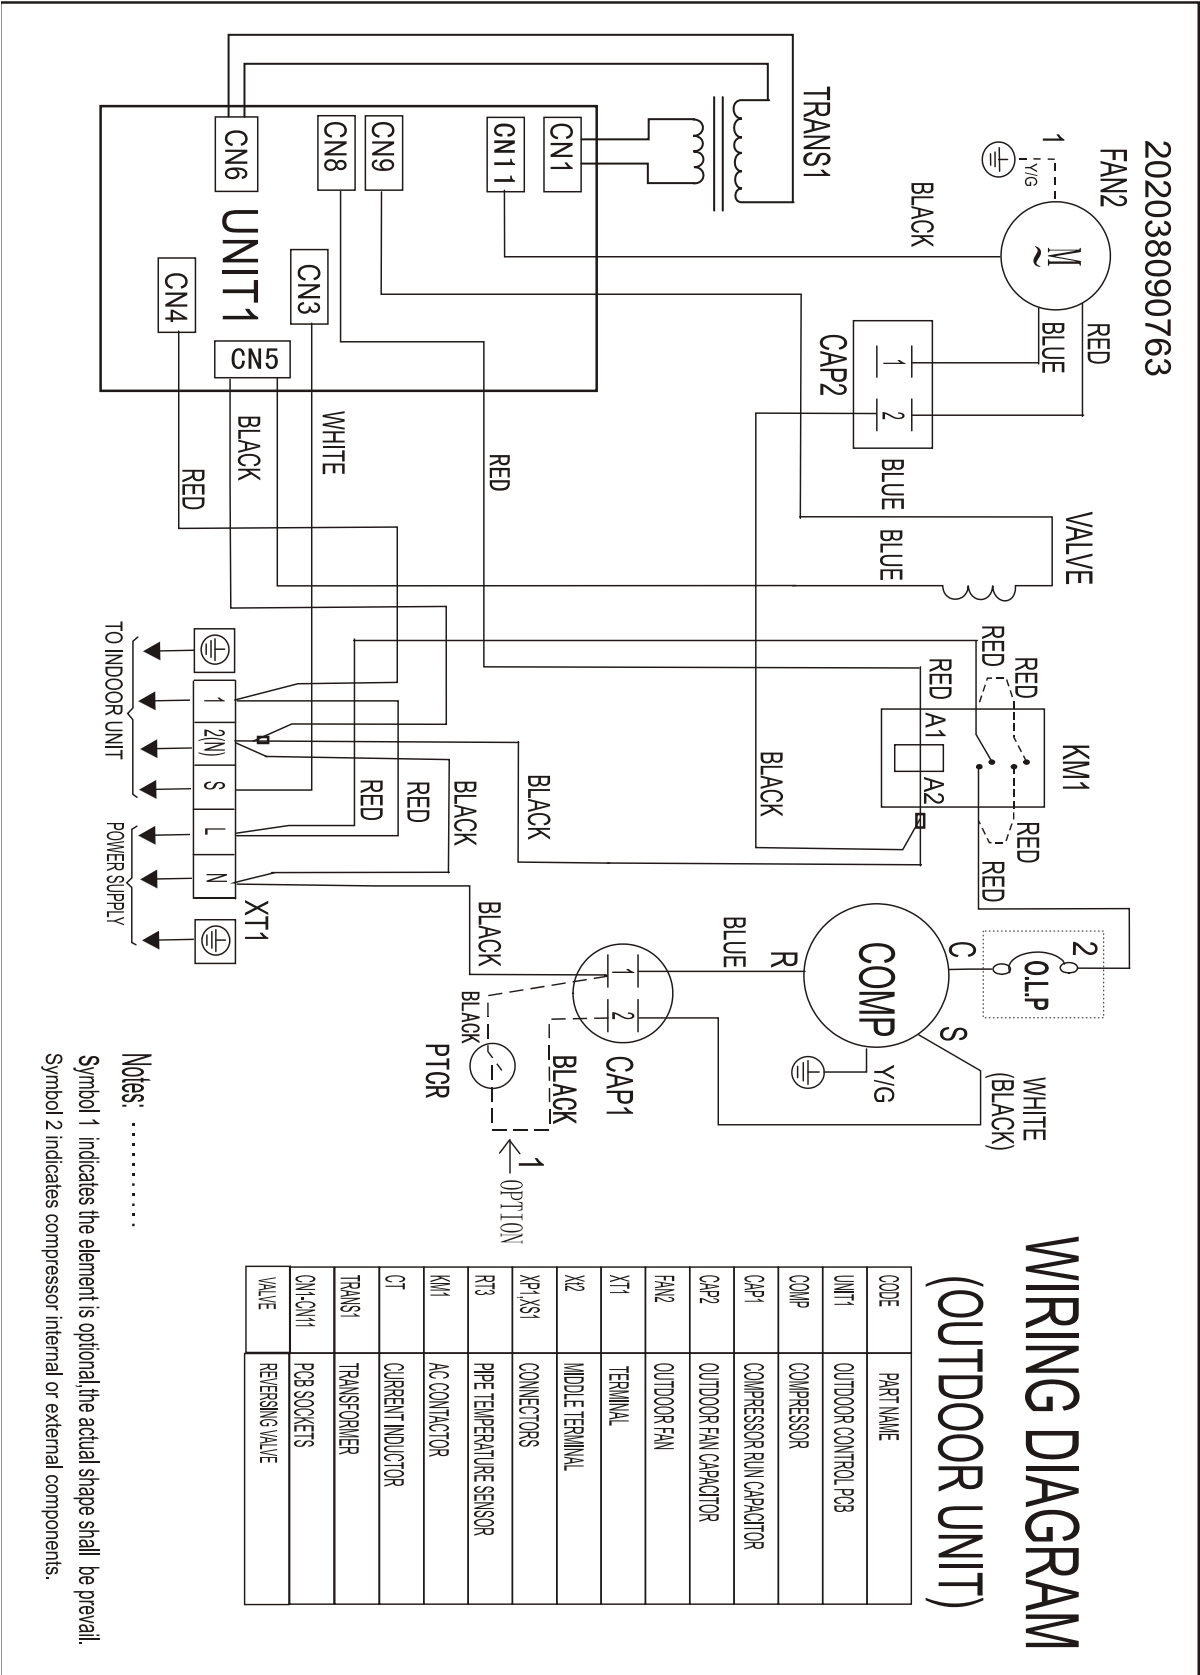 WIRING DIAGRAM
(OUTDOOR UNIT)
202038090763
1
Y/G
FAN2
M
~
RED
BLUE
BLACK
TRANS1
CN1
CN11
CN9
CN8
CN6
UNIT1
CN3
CN4
CN5
CAP2
1
2
BLUE
BLUE
VALVE
RED
WHITE
BLACK
RED
RED
RED
RED
KM1
A1
A2
RED
RED
BLACK
BLACK
BLACK
RED
RED
TO INDOOR UNIT
POWER SUPPLY
1
2(N)
S
L
N
XT1
BLACK
BLUE
R
COMP
C
S
2
O.L.P
Y/G
WHITE
(BLACK)
CAP1
1
2
BLACK
BLACK
PTCR
1
OPTION
CODE PART NAME
UNIT1 OUTDOOR CONTROL PCB
COMP COMPRESSOR
CAP1 COMPRESSOR RUN CAPACITOR
CAP2 OUTDOOR FAN CAPACITOR
FAN2 OUTDOOR FAN
XT1 TERMINAL
Xt2 MIDDLE TERMINAL
XP1,XS1 CONNECTORS
RT3 PIPE TEMPERATURE SENSOR
KM1 AC CONTACTOR
CT CURRENT INDUCTOR
TRANS1 TRANSFORMER
CN1-CN11 PCB SOCKETS
VALVE REVERSING VALVE
Notes: ..........
Symbol 1 indicates the element is optional,the actual shape shall be prevail.
Symbol 2 indicates compressor internal or external components.